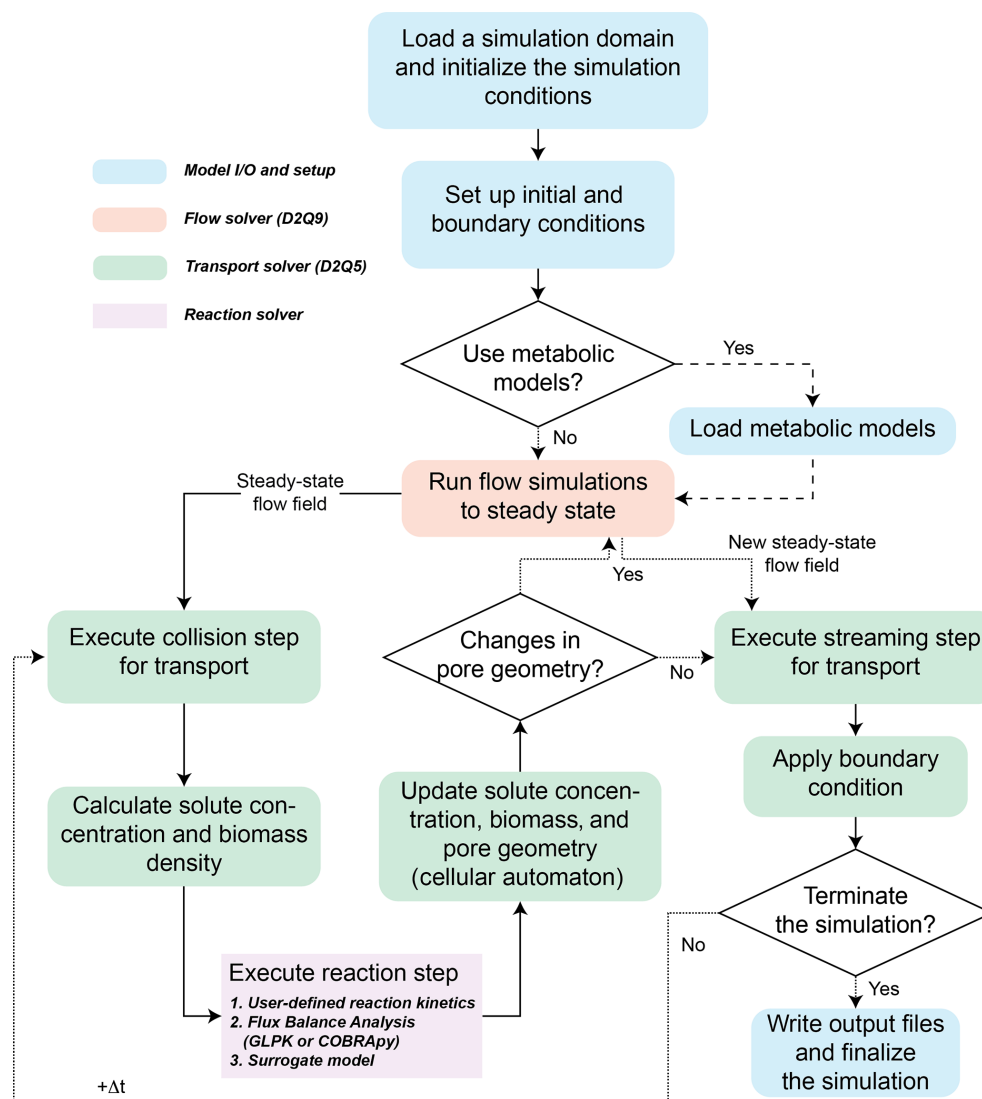 Load a simulation domain
and initialize the simulation
conditions
Model I/O and setup
Flow solver (D2Q9)
Transport solver (D2Q5)
Reaction solver
Set up initial and
boundary conditions
Use metabolic
models?
Yes
No
Load metabolic models
Run flow simulations
to steady state
Steady-state
flow field
New steady-state
flow field
Yes
Execute collision step
for transport
Changes in
pore geometry?
No
Execute streaming step
for transport
Apply boundary
condition
Calculate solute con-
centration and biomass
density
Update solute concen-
tration, biomass, and
pore geometry
(cellular automaton)
Terminate
the simulation?
No
Yes
Execute reaction step
1. User-defined reaction kinetics
2. Flux Balance Analysis
(GLPK or COBRApy)
3. Surrogate model
Write output files
and finalize
the simulation
+Δt